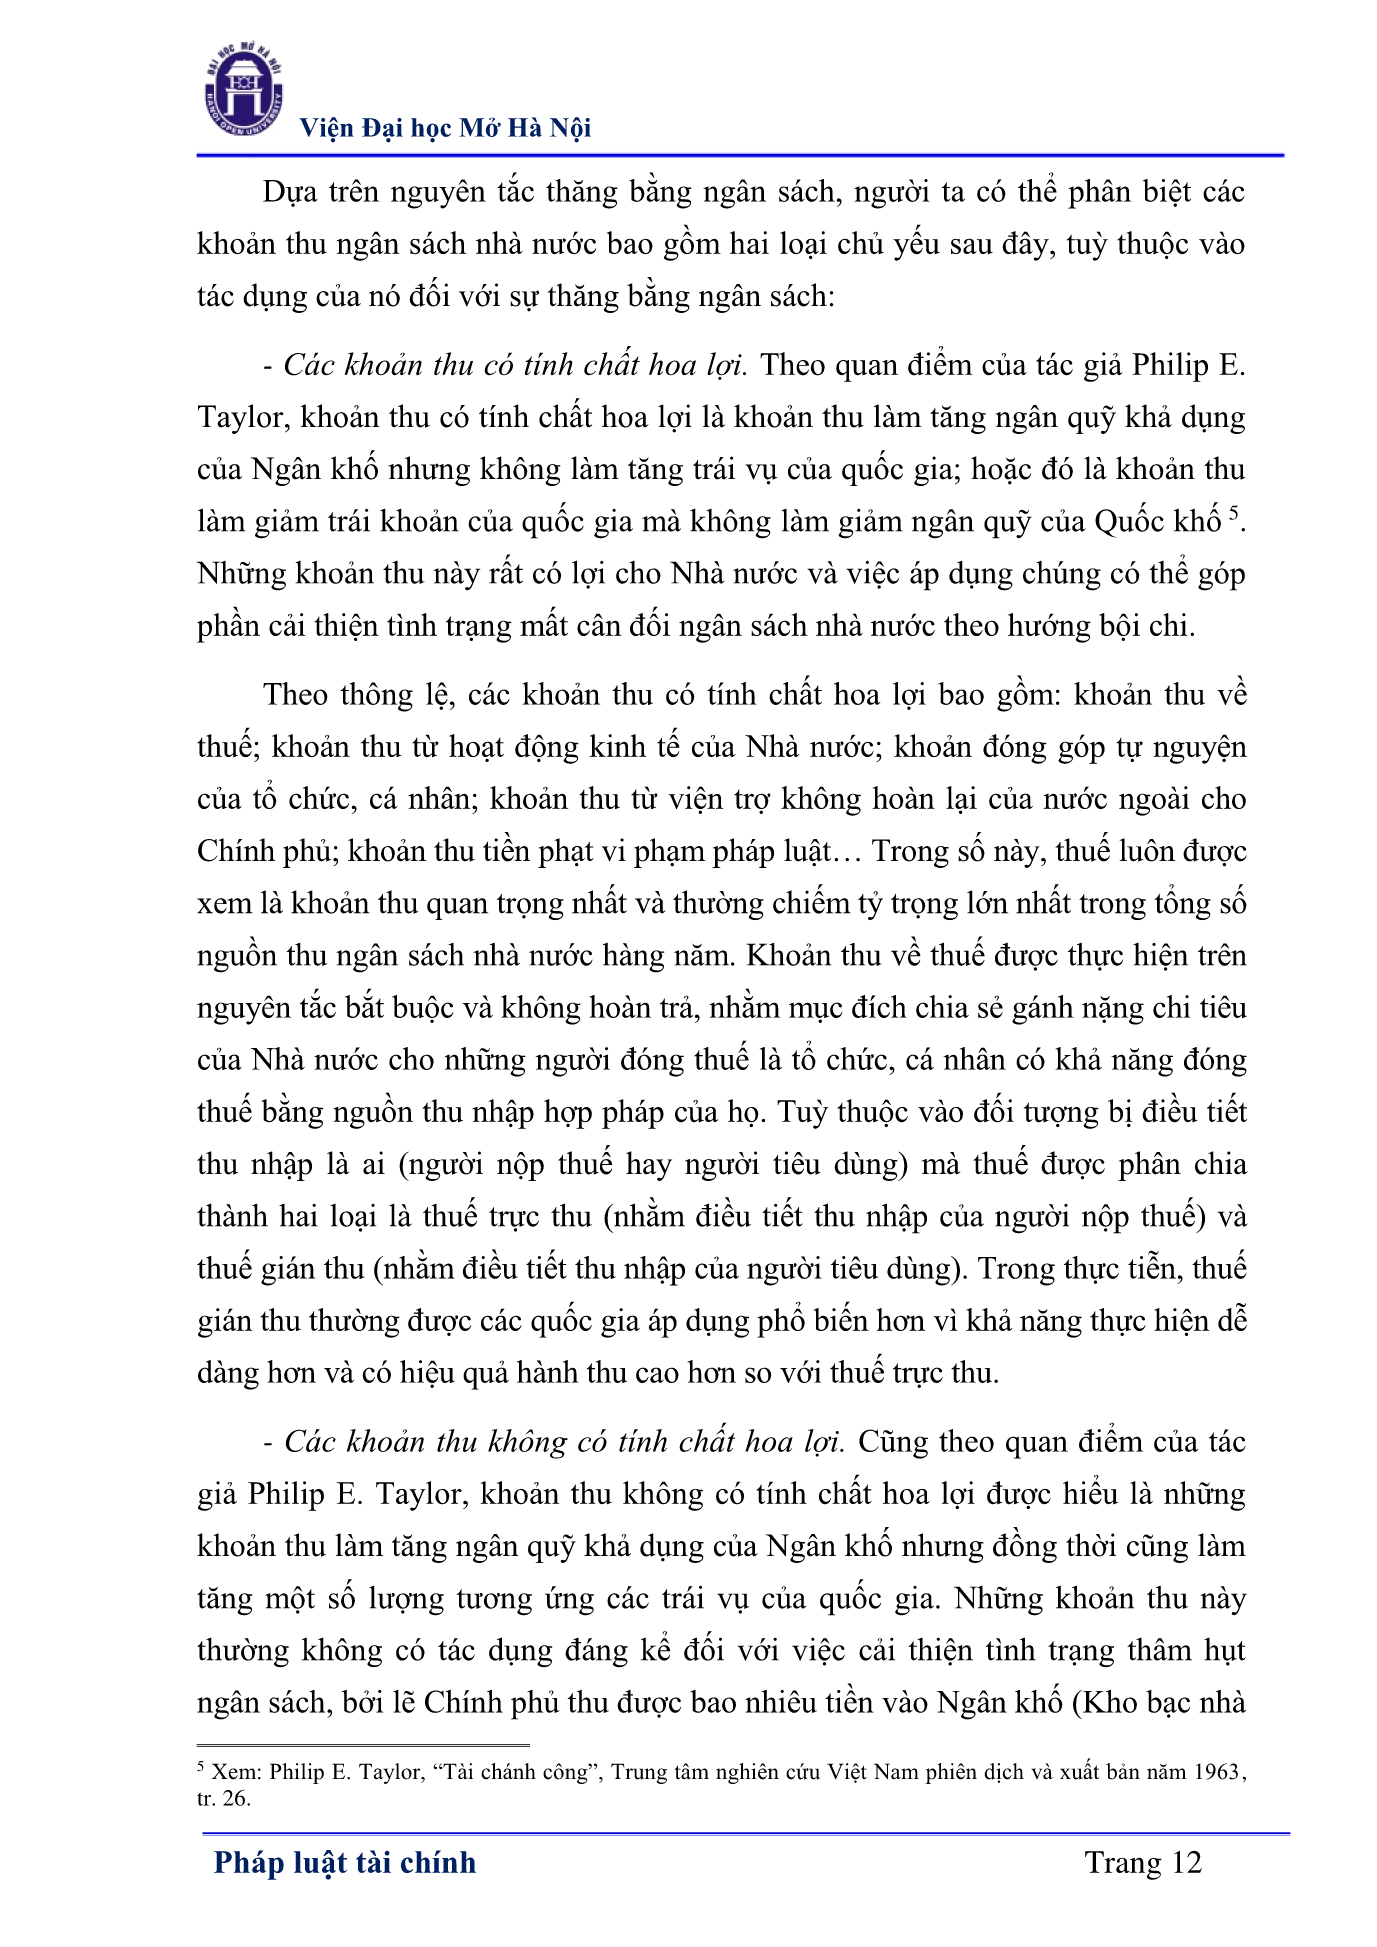 ĐẠI HỌC MỞ HÀ NỘI
HANOI OPEN UNIVERSITY
Viện Đại học Mở Hà Nội
Dựa trên nguyên tắc thăng bằng ngân sách, người ta có thể phân biệt các
khoản thu ngân sách nhà nước bao gồm hai loại chủ yếu sau đây, tuỳ thuộc vào
tác dụng của nó đối với sự thăng bằng ngân sách:
- Các khoản thu có tính chất hoa lợi. Theo quan điểm của tác giả Philip E.
Taylor, khoản thu có tính chất hoa lợi là khoản thu làm tăng ngân quỹ khả dụng
của Ngân khố nhưng không làm tăng trái vụ của quốc gia; hoặc đó là khoản thu
làm giảm trái khoản của quốc gia mà không làm giảm ngân quỹ của Quốc khố ⁵.
Những khoản thu này rất có lợi cho Nhà nước và việc áp dụng chúng có thể góp
phần cải thiện tình trạng mất cân đối ngân sách nhà nước theo hướng bội chi.
Theo thông lệ, các khoản thu có tính chất hoa lợi bao gồm: khoản thu về
thuế; khoản thu từ hoạt động kinh tế của Nhà nước; khoản đóng góp tự nguyện
của tổ chức, cá nhân; khoản thu từ viện trợ không hoàn lại của nước ngoài cho
Chính phủ; khoản thu tiền phạt vi phạm pháp luật… Trong số này, thuế luôn được
xem là khoản thu quan trọng nhất và thường chiếm tỷ trọng lớn nhất trong tổng số
nguồn thu ngân sách nhà nước hàng năm. Khoản thu về thuế được thực hiện trên
nguyên tắc bắt buộc và không hoàn trả, nhằm mục đích chia sẻ gánh nặng chi tiêu
của Nhà nước cho những người đóng thuế là tổ chức, cá nhân có khả năng đóng
thuế bằng nguồn thu nhập hợp pháp của họ. Tuỳ thuộc vào đối tượng bị điều tiết
thu nhập là ai (người nộp thuế hay người tiêu dùng) mà thuế được phân chia
thành hai loại là thuế trực thu (nhằm điều tiết thu nhập của người nộp thuế) và
thuế gián thu (nhằm điều tiết thu nhập của người tiêu dùng). Trong thực tiễn, thuế
gián thu thường được các quốc gia áp dụng phổ biến hơn vì khả năng thực hiện dễ
dàng hơn và có hiệu quả hành thu cao hơn so với thuế trực thu.
- Các khoản thu không có tính chất hoa lợi. Cũng theo quan điểm của tác
giả Philip E. Taylor, khoản thu không có tính chất hoa lợi được hiểu là những
khoản thu làm tăng ngân quỹ khả dụng của Ngân khố nhưng đồng thời cũng làm
tăng một số lượng tương ứng các trái vụ của quốc gia. Những khoản thu này
thường không có tác dụng đáng kể đối với việc cải thiện tình trạng thâm hụt
ngân sách, bởi lẽ Chính phủ thu được bao nhiêu tiền vào Ngân khố (Kho bạc nhà
⁵ Xem: Philip E. Taylor, “Tài chánh công”, Trung tâm nghiên cứu Việt Nam phiên dịch và xuất bản năm 1963,
tr. 26.
Pháp luật tài chính Trang 12